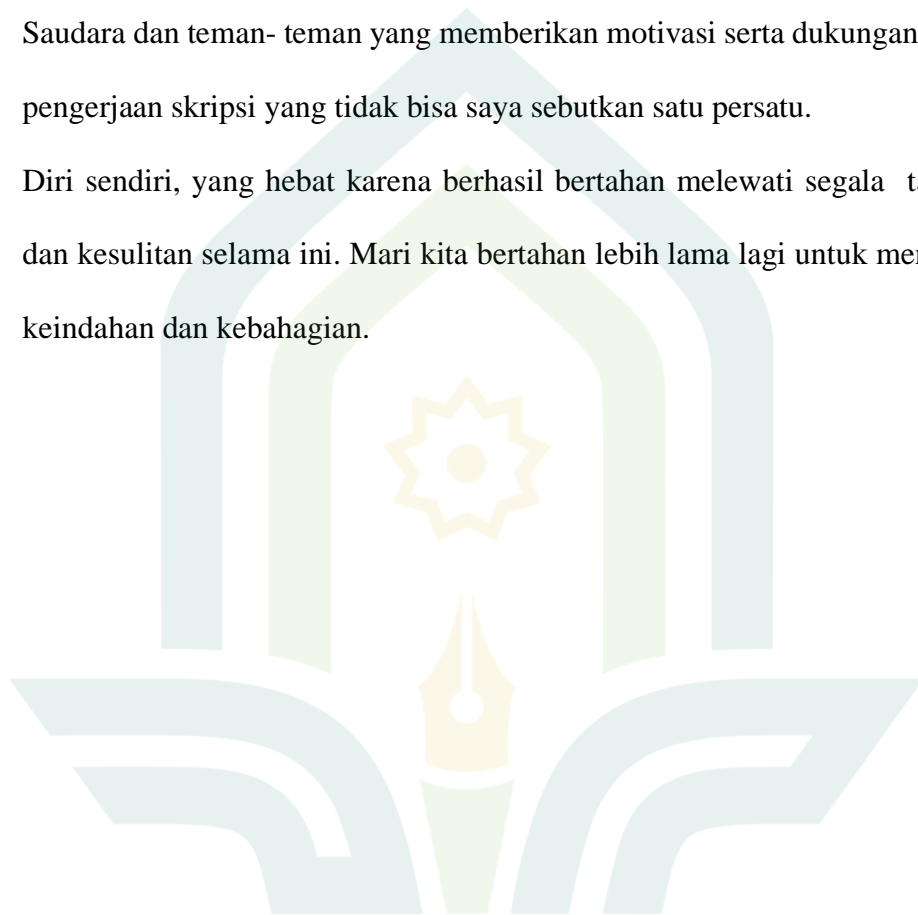 Saudara dan teman- teman yang memberikan motivasi serta dukungan
pengerjaan skripsi yang tidak bisa saya sebutkan satu persatu.
Diri sendiri, yang hebat karena berhasil bertahan melewati segala
dan kesulitan selama ini. Mari kita bertahan lebih lama lagi untuk
keindahan dan kebahagian.